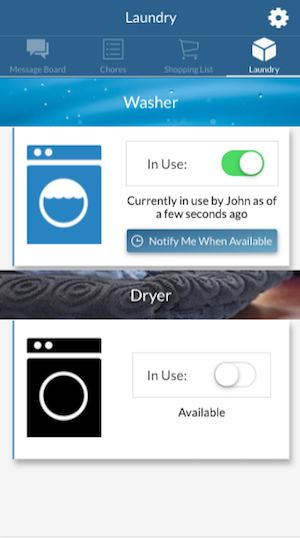 Laundry
Message Board Chores Shopping List Laundry
Washer
In Use:
Currently in use by John as of
a few seconds ago
Notify Me When Available
Dryer
In Use:
Available